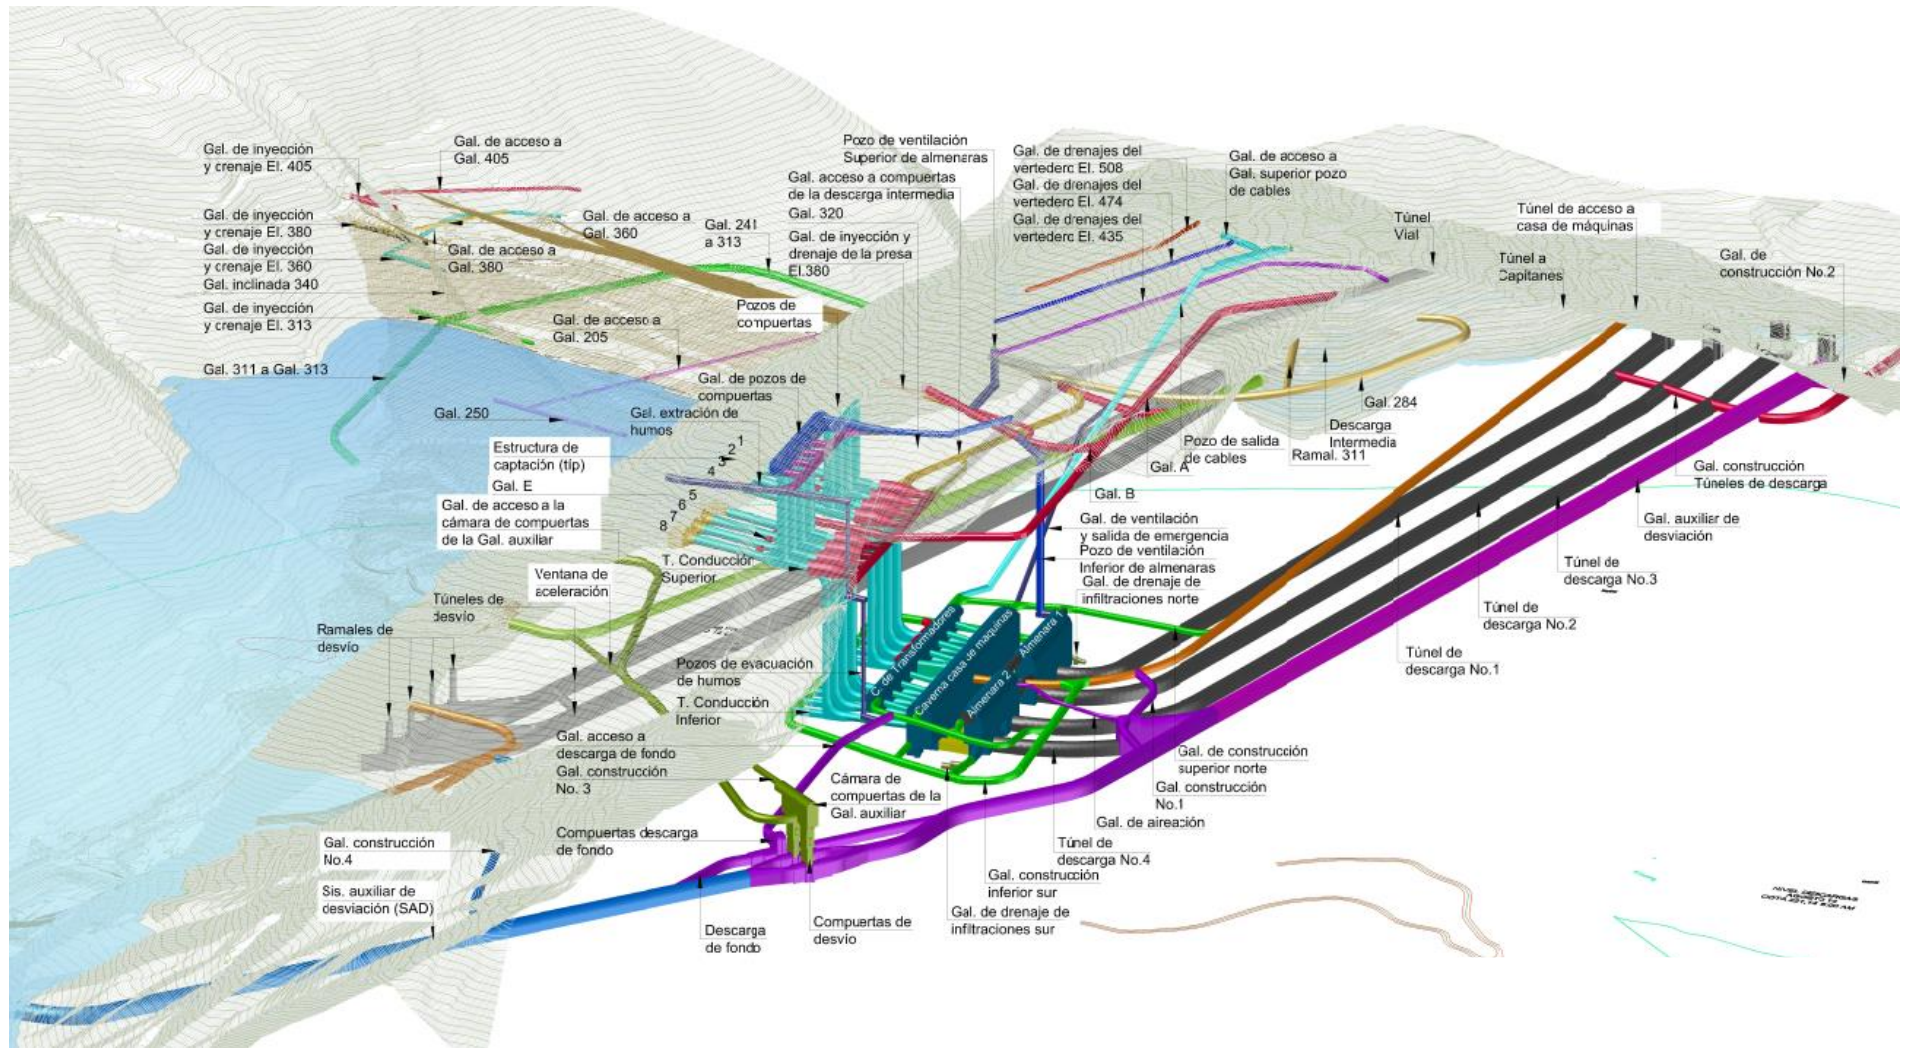 Gal. de inyección
y crenaje El. 405
Gal. de acceso a
Gal. 405
Gal. de inyección
y crenaje El. 380
Gal. de inyección
y crenaje El. 360
Gal. inclinada 340
Gal. de inyección
y crenaje El. 313
Gal. 311 a Gal. 313
Gal. de acceso a
Gal. 380
Gal. de acceso a
Gal. 360
Gal. 241
a 313
Gal. de acceso a
Gal. 205
Gal. 250
Pozo de ventilación
Superior de almenaras
Gal. acceso a compuertas
de la descarga intermedia
Gal. 320
Gal. de inyección y
drenaje de la presa
El.380
Pozos de
compuertas
Gal. de pozos de
compuertas
Gal. extración de
humos
Gal. de drenajes del
vertederc El. 508
Gal. de drenajes del
vertederc El. 474
Gal. de drenajes del
vertederc El. 435
Gal. de acceso a
Gal. superior pozo
de cables
Túnel
Vial
Túnel de acceso a
casa de máquinas
Túnel a
Capitanes
Gal. de
construcción No.2
Estructura de
captación (típ)
Gal. E
Gal. de acceso a la
cámara de compuertas
de la Gal. auxiliar
1
2
3
4
5
6
7
8
T. Conducción
Superior
Ventana de
aceleración
Túneles de
desvío
Ramales de
desvío
Pozos de evacuación
de humos
T. Conducción
Inferior
Gal. acceso a
descarga de fondo
Gal. construcción
No. 3
Compuertas descarga
de fondo
Cámara de
compuertas de la
Gal. auxiliar
Gal. construcción
No.4
Sis. auxiliar de
desviación (SAD)
Descarga
de fondo
Compuertas de
desvío
C. de Transformadores
Caverna casa de maquinas
Almenara 2
Almenara 1
Gal. A
Gal. B
Pozo de salida
de cables
Ramal. 311
Descarga
Intermedia
Gal. 284
Gal. de ventilación
y salida de emergencia
Pozo de ventilación
Inferior de almenaras
Gal. de drenaje de
infiltraciones norte
Gal. construcción
Túneles de descarga
Gal. auxiliar de
desviación
Túnel de
descarga No.3
Túnel de
descarga No.2
Túnel de
descarga No.1
Gal. de construcción
superior norte
Gal. construcción
No.1
Gal. de aireación
Túnel de
descarga No.4
Gal. construcción
inferior sur
Gal. de drenaje de
infiltraciones sur
NIVEL DESCARGAS